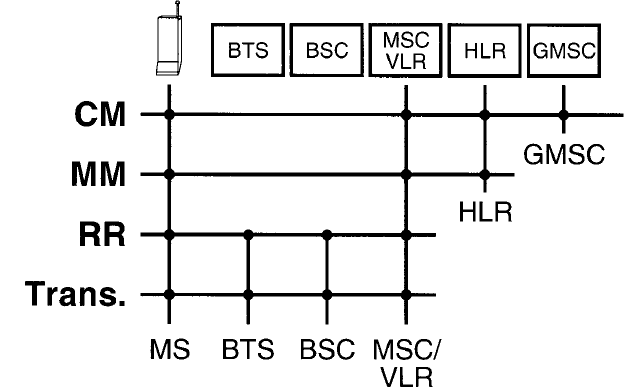 BTS
BSC
MSC
VLR
HLR
GMSC
CM
GMSC
MM
HLR
RR
Trans.
MS
BTS
BSC
MSC/
VLR